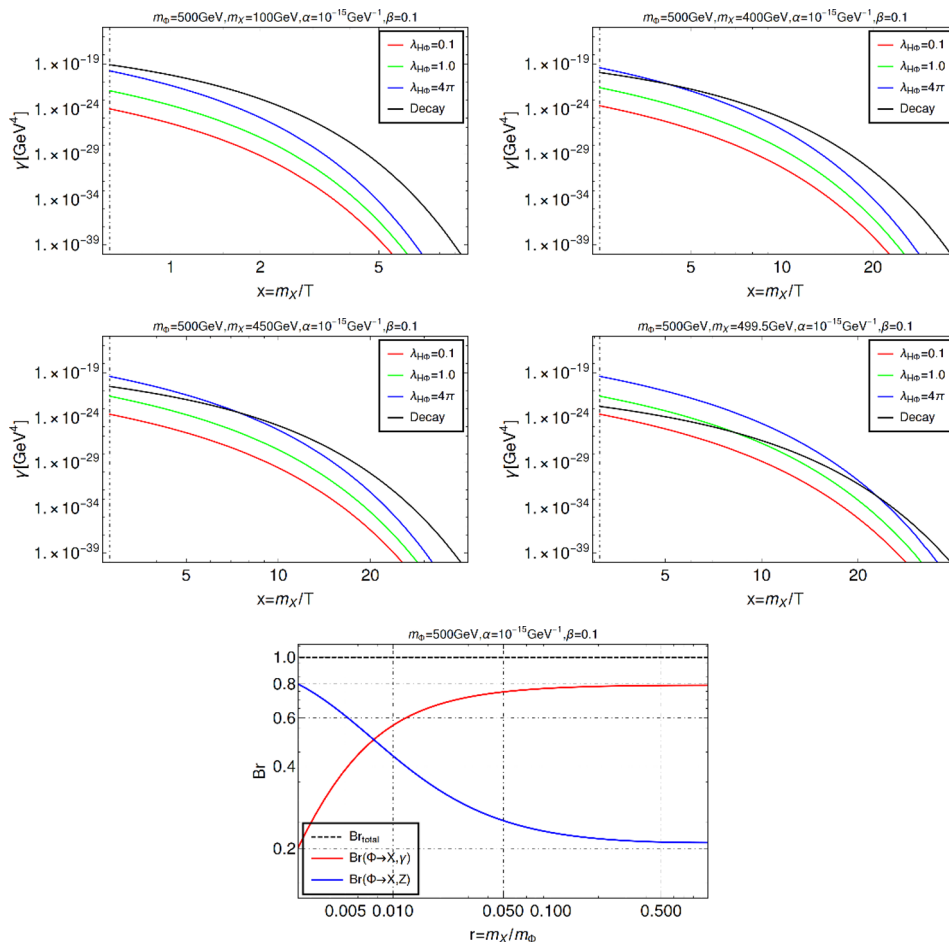 mΦ=500GeV,mX=100GeV,α=10⁻¹⁵GeV⁻¹,β=0.1
λHΦ=0.1
λHΦ=1.0
λHΦ=4π
Decay
1.×10⁻¹⁹
1.×10⁻²⁴
1.×10⁻²⁹
1.×10⁻³⁴
1.×10⁻³⁹
γ[GeV⁴]
1 2 5
x=mX/T
mΦ=500GeV,mX=400GeV,α=10⁻¹⁵GeV⁻¹,β=0.1
λHΦ=0.1
λHΦ=1.0
λHΦ=4π
Decay
1.×10⁻¹⁹
1.×10⁻²⁴
1.×10⁻²⁹
1.×10⁻³⁴
1.×10⁻³⁹
γ[GeV⁴]
5 10 20
x=mX/T
mΦ=500GeV,mX=450GeV,α=10⁻¹⁵GeV⁻¹,β=0.1
λHΦ=0.1
λHΦ=1.0
λHΦ=4π
Decay
1.×10⁻¹⁹
1.×10⁻²⁴
1.×10⁻²⁹
1.×10⁻³⁴
1.×10⁻³⁹
γ[GeV⁴]
5 10 20
x=mX/T
mΦ=500GeV,mX=499.5GeV,α=10⁻¹⁵GeV⁻¹,β=0.1
λHΦ=0.1
λHΦ=1.0
λHΦ=4π
Decay
1.×10⁻¹⁹
1.×10⁻²⁴
1.×10⁻²⁹
1.×10⁻³⁴
1.×10⁻³⁹
γ[GeV⁴]
5 10 20
x=mX/T
mΦ=500GeV,α=10⁻¹⁵GeV⁻¹,β=0.1
1.0
0.8
0.6
0.4
0.2
Br
Brtotal
Br(Φ→X,γ)
Br(Φ→X,Z)
0.005 0.010 0.050 0.100 0.500
r=mX/mΦ